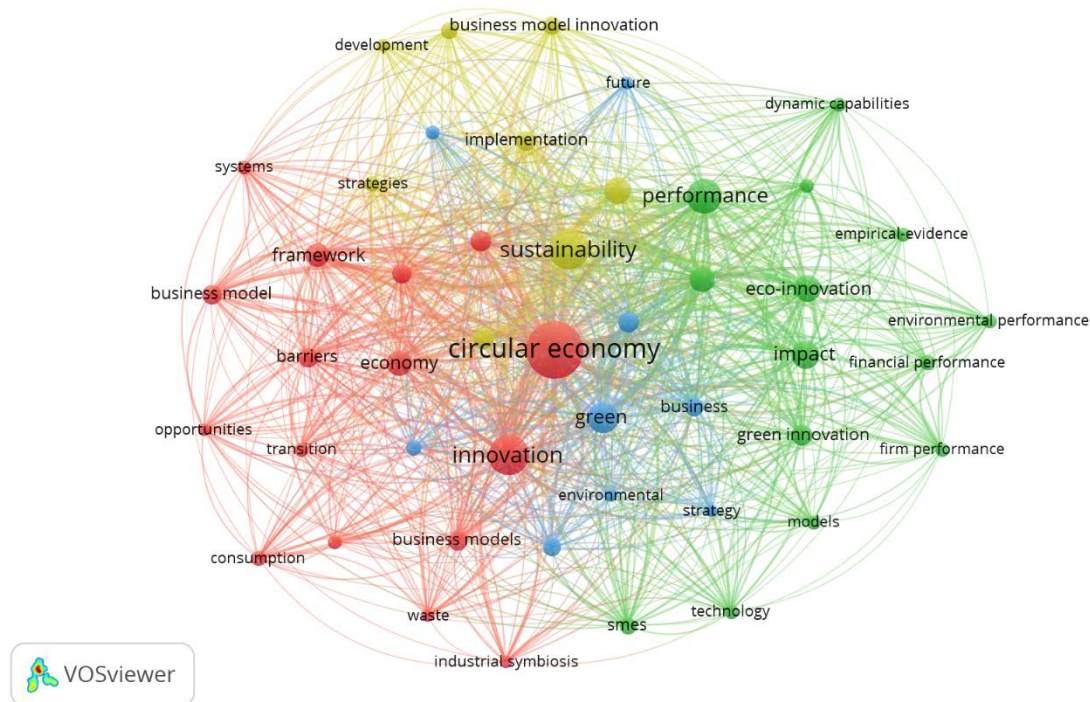 business model innovation
development
future
dynamic capabilities
implementation
systems
strategies
performance
empirical-evidence
sustainability
framework
eco-innovation
business model
environmental performance
circular economy
barriers
economy
impact
financial performance
green
business
opportunities
transition
innovation
green innovation
firm performance
environmental
strategy
models
business models
consumption
waste
smes
technology
industrial symbiosis
VOSviewer